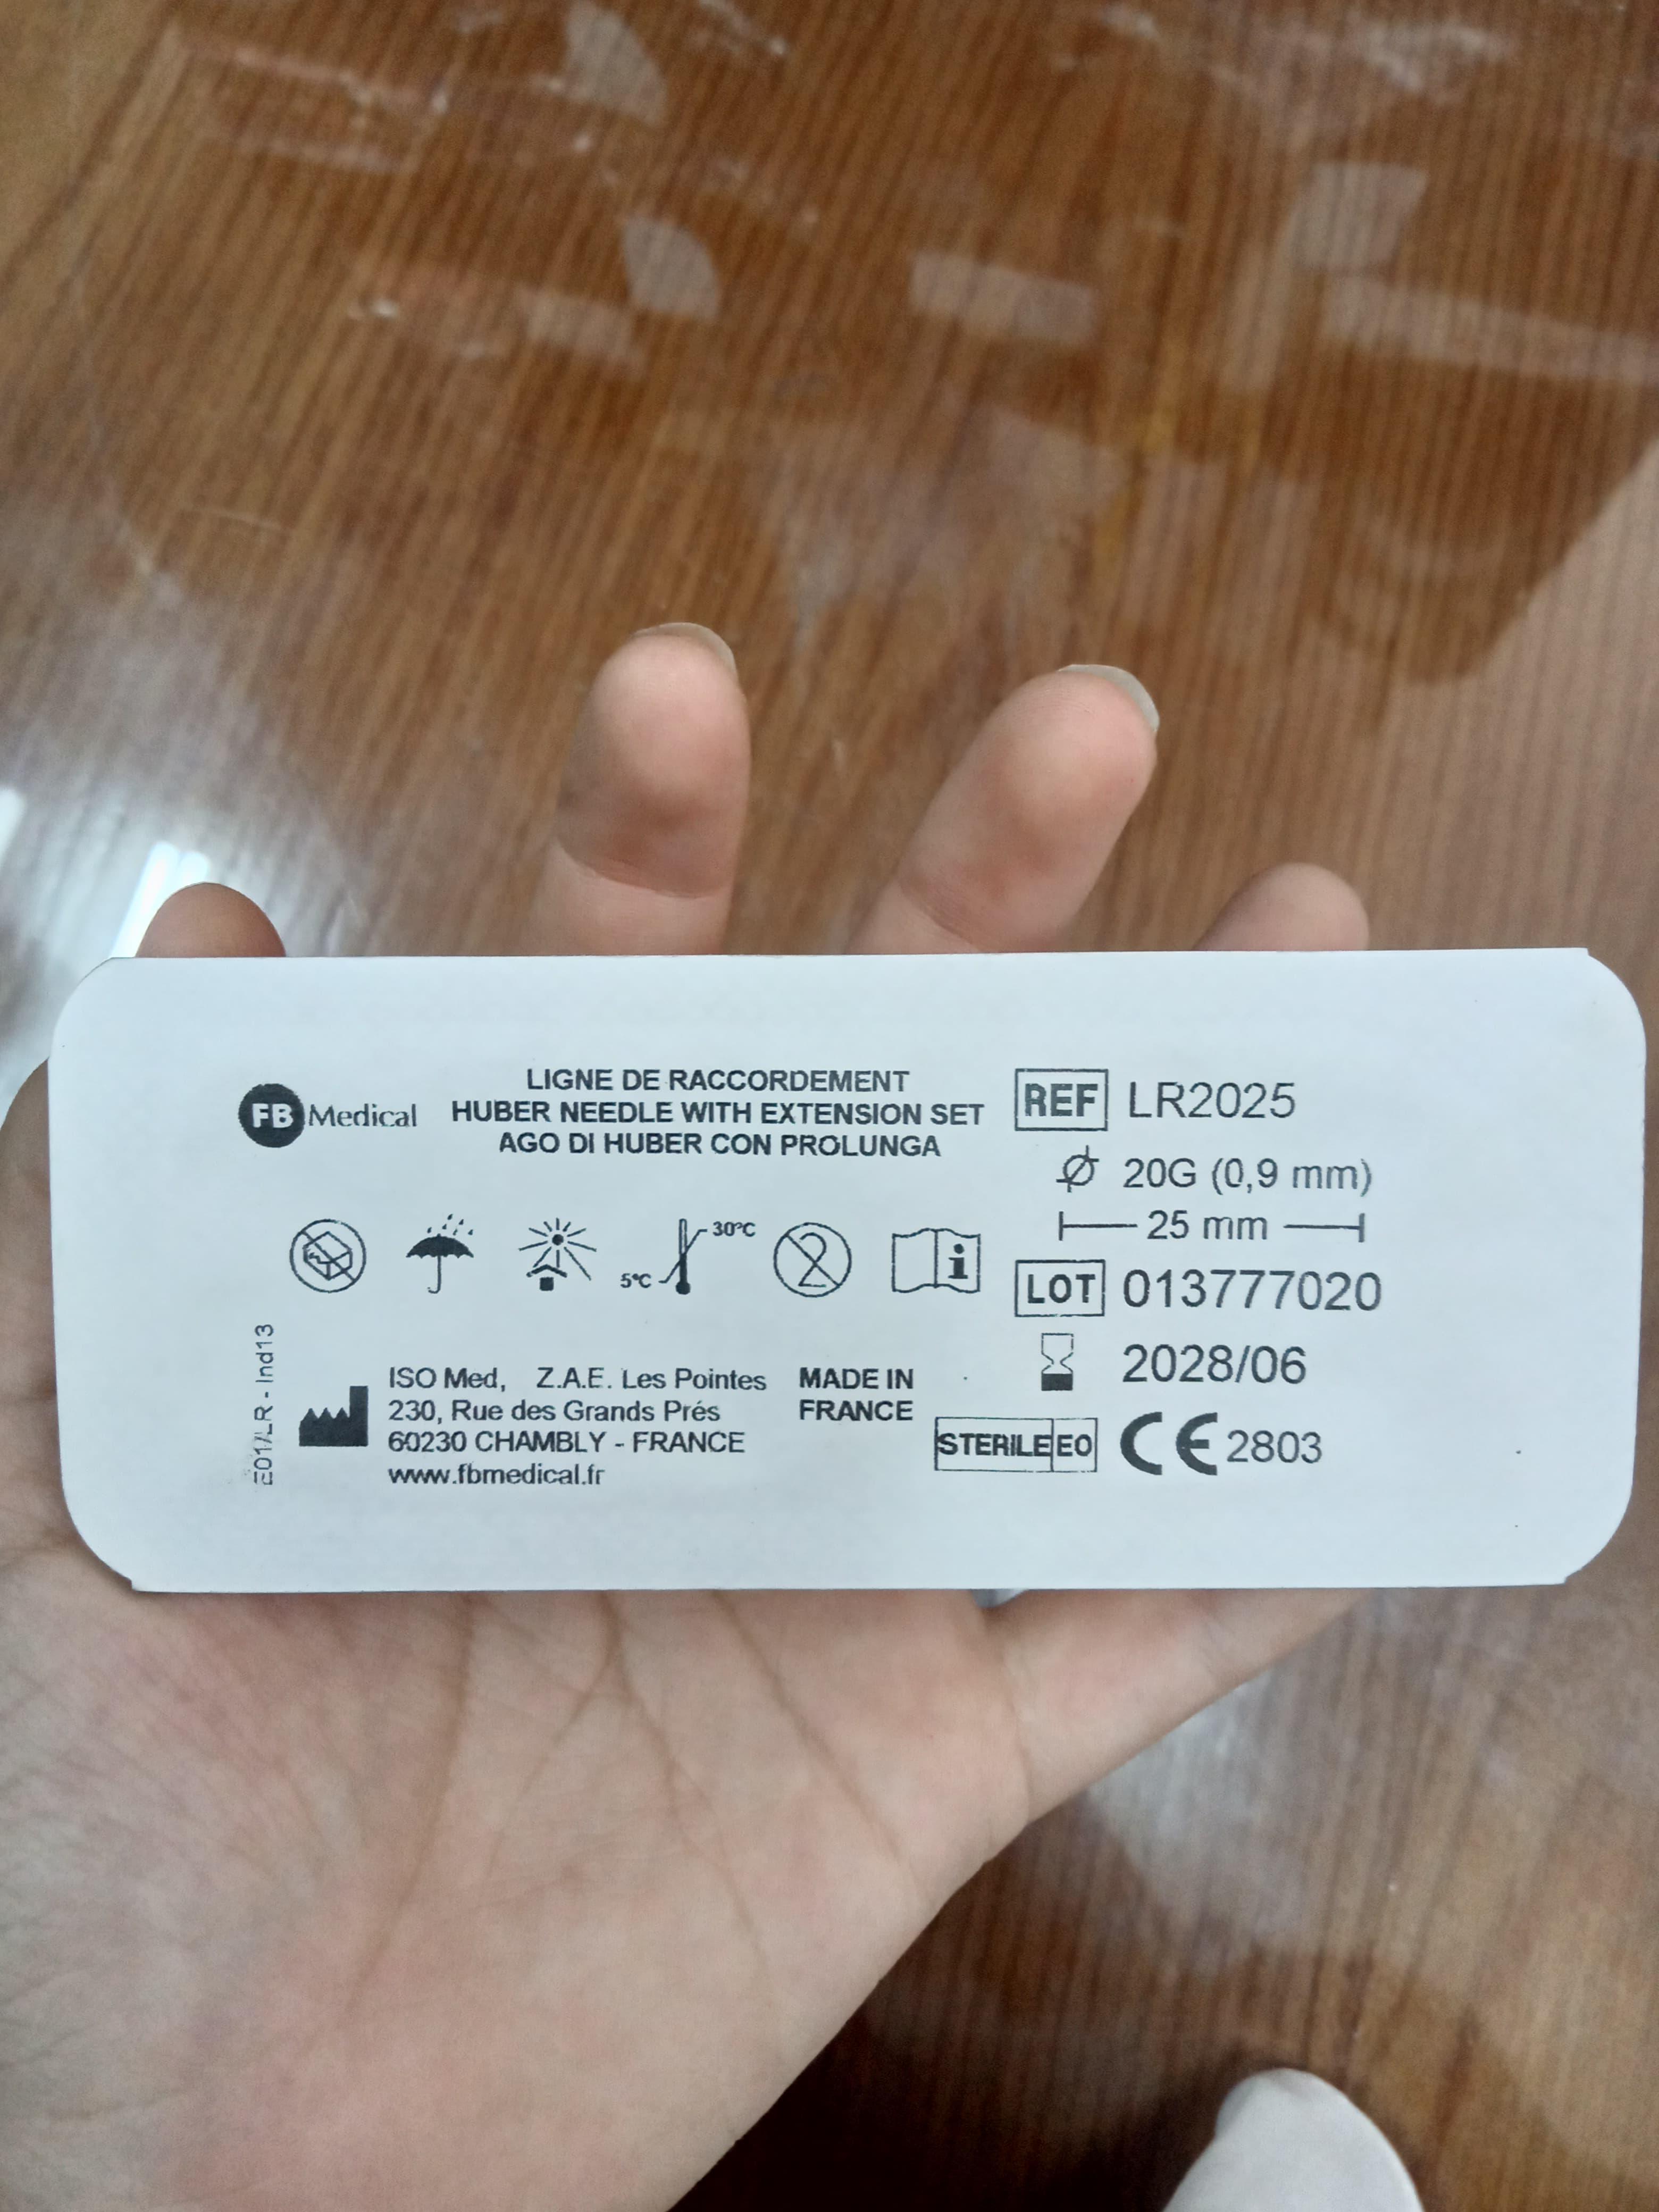 FB Medical
LIGNE DE RACCORDEMENT
HUBER NEEDLE WITH EXTENSION SET
AGO DI HUBER CON PROLUNGA
REF LR2025
20G (0,9 mm)
25 mm
5°C 30°C
2
i
LOT 013777020
2028/06
E01/LR - Ind13
ISO Med, Z.A.E. Les Pointes
230, Rue des Grands Prés
60230 CHAMBLY - FRANCE
www.fbmedical.fr
MADE IN
FRANCE
STERILE EO CE 2803